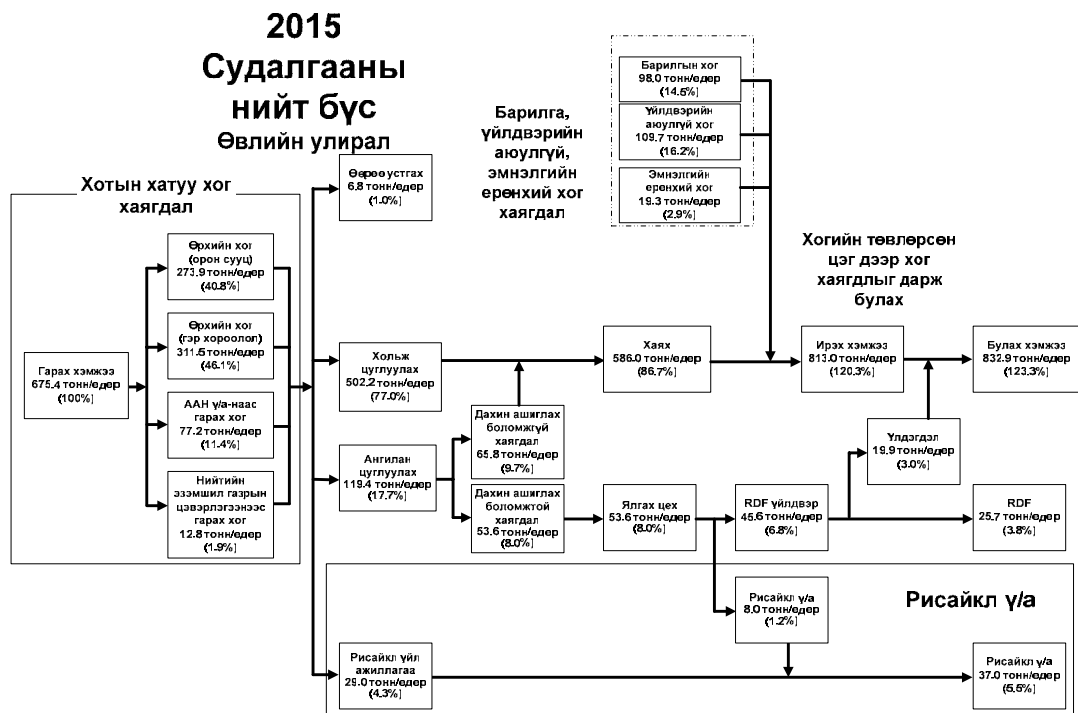 2015
Судалгааны
нийт бүс
Өвлийн улирал
Барилга,
үйлдвэрийн
аюулгүй,
эмнэлгийн
ерөнхий хог
хаягдал
Барилгын хог
98.0 тонн/өдөр
(14.5%)
Үйлдвэрийн
аюулгүй хог
109.7 тонн/өдөр
(16.2%)
Эмнэлгийн
ерөнхий хог
19.3 тонн/өдөр
(2.9%)
Хотын хатуу хог
хаягдал
Өөрөө устгах
6.8 тонн/өдөр
(1.0%)
Хогийн төвлөрсөн
цэг дээр хог
хаягдлыг дарж
булах
Гарах хэмжээ
675.4 тонн/өдөр
(100%)
Өрхийн хог
(орон сууц)
273.9 тонн/өдөр
(40.8%)
Өрхийн хог
(гэр хороолол)
311.5 тонн/өдөр
(46.1%)
ААН ү/а-наас
гарах хог
77.2 тонн/өдөр
(11.4%)
Нийтийн
эзэмшил газрын
цэвэрлэгээнээс
гарах хог
12.8 тонн/өдөр
(1.9%)
Хольж
цуглуулах
502.2 тонн/өдөр
(77.0%)
Хаях
586.0 тонн/өдөр
(86.7%)
Ирэх хэмжээ
813.0 тонн/өдөр
(120.3%)
Булах хэмжээ
832.9 тонн/өдөр
(123.3%)
Ангилан
цуглуулах
119.4 тонн/өдөр
(17.7%)
Дахин ашиглах
боломжгүй
хаягдал
65.8 тонн/өдөр
(9.7%)
Дахин ашиглах
боломжтой
хаягдал
53.6 тонн/өдөр
(8.0%)
Үлдэгдэл
19.9 тонн/өдөр
(3.0%)
Ялгах цех
53.6 тонн/өдөр
(8.0%)
RDF үйлдвэр
45.6 тонн/өдөр
(6.8%)
RDF
25.7 тонн/өдөр
(3.8%)
Рисайкл ү/а
Рисайкл ү/а
8.0 тонн/өдөр
(1.2%)
Рисайкл үйл
ажиллагаа
29.0 тонн/өдөр
(4.3%)
Рисайкл ү/а
37.0 тонн/өдөр
(5.5%)